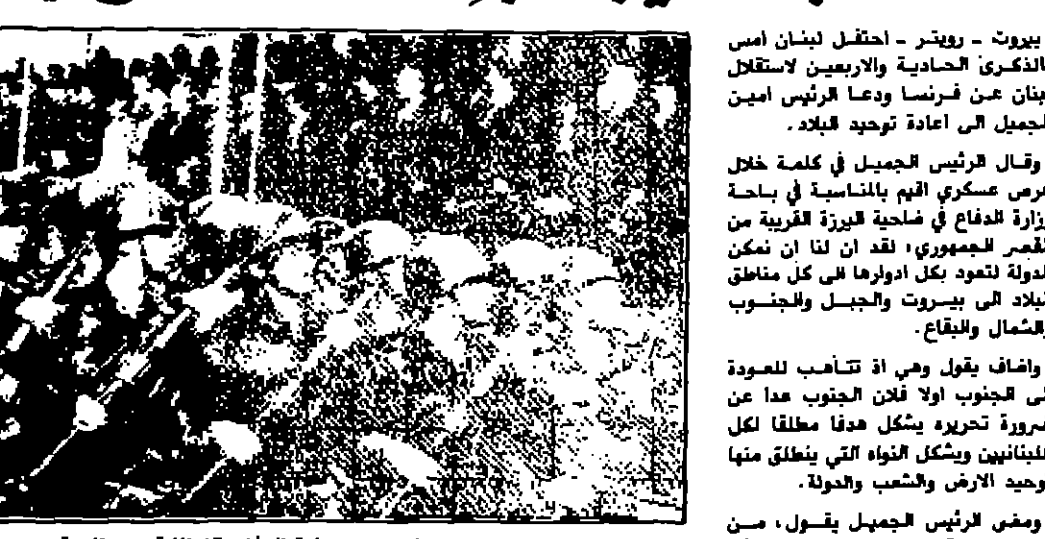 بيروت - رويتر - احتفل لبنان امس
بالذكرى الحادية والاربعين لاستقلال
لبنان عن فرنسا ودعا الرئيس امين
الجميل الى اعادة توحيد البلاد.
وقال الرئيس الجميل في كلمة خلال
عرض عسكري اقيم بالمناسبة في باحة
وزارة الدفاع في ضاحية اليرزة القريبة من
القصر الجمهوري، لقد ان لنا ان نمكن
الدولة لتعود بكل ادوارها الى كل مناطق
البلاد الى بيروت والجبل والجنوب
والشمال والبقاع.
واضاف يقول وهي اذ تتأهب للعودة
الى الجنوب اولا فلان الجنوب عدا عن
ضرورة تحريره يشكل هدفا مطلقا لكل
اللبنانيين ويشكل النواه التي ينطلق منها
توحيد الارض والشعب والدولة.
ومضى الرئيس الجميل يقول، من